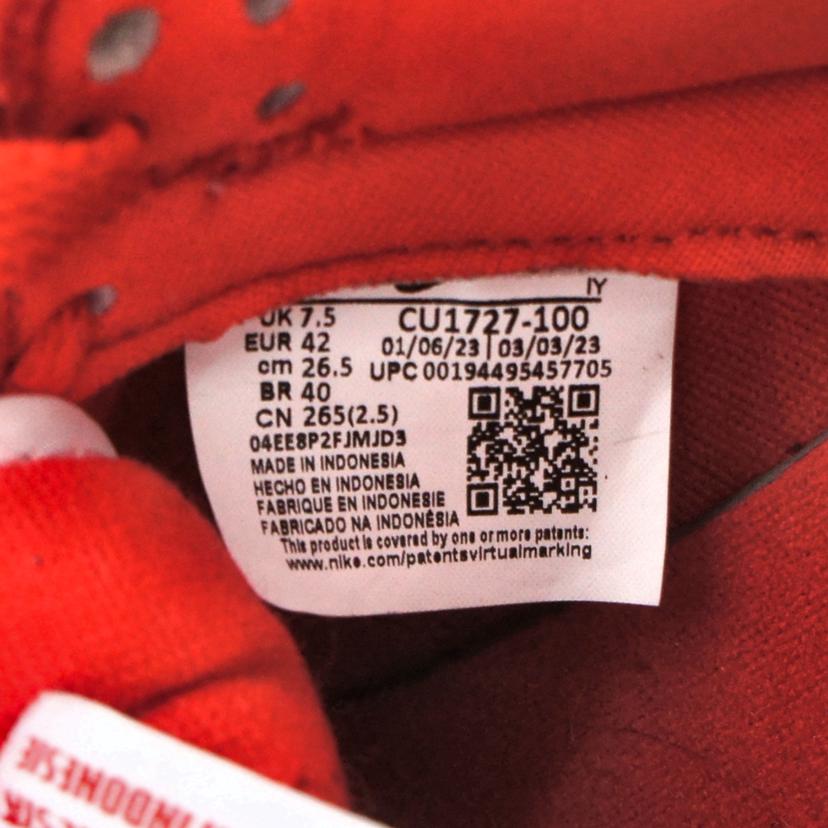 IY
UK 7.5
CU1727-100
EUR 42
01/06/23 | 03/03/23
cm 26.5
UPC 00194495457705
BR 40
CN 265(2.5)
04EE8P2FJMJD3
MADE IN INDONESIA
HECHO EN INDONESIA
FABRIQUE EN INDONESIE
FABRICADO NA INDONÉSIA
This product is covered by one or more patents:
www.nike.com/patentsvirtualmarking
INDONESIE